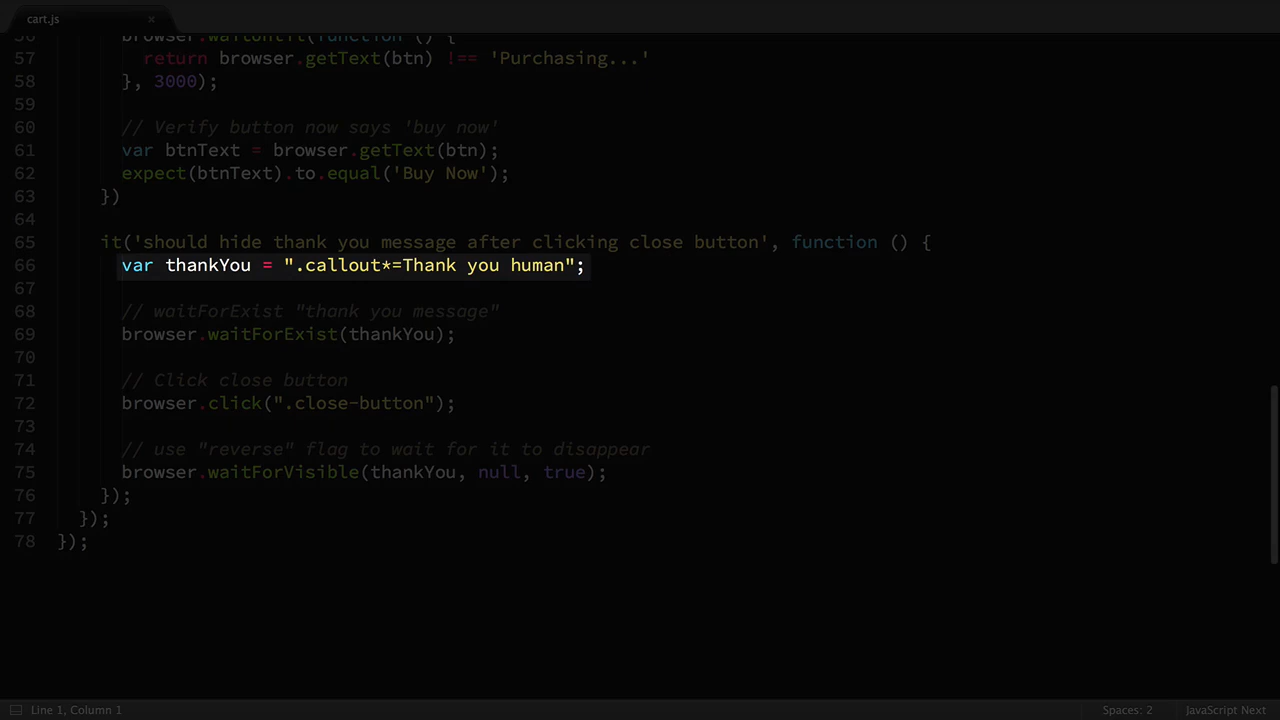 cart.js ×
56 browser.waitUntil(function () {
57 return browser.getText(btn) !== 'Purchasing...'
58 }, 3000);
59
60 // Verify button now says 'buy now'
61 var btnText = browser.getText(btn);
62 expect(btnText).to.equal('Buy Now');
63 })
64
65 it('should hide thank you message after clicking close button', function () {
66 var thankYou = ".callout*=Thank you human";
67
68 // waitForExist "thank you message"
69 browser.waitForExist(thankYou);
70
71 // Click close button
72 browser.click(".close-button");
73
74 // use "reverse" flag to wait for it to disappear
75 browser.waitForVisible(thankYou, null, true);
76 });
77 });
78 });
Line 1, Column 1 Spaces: 2 JavaScript Next